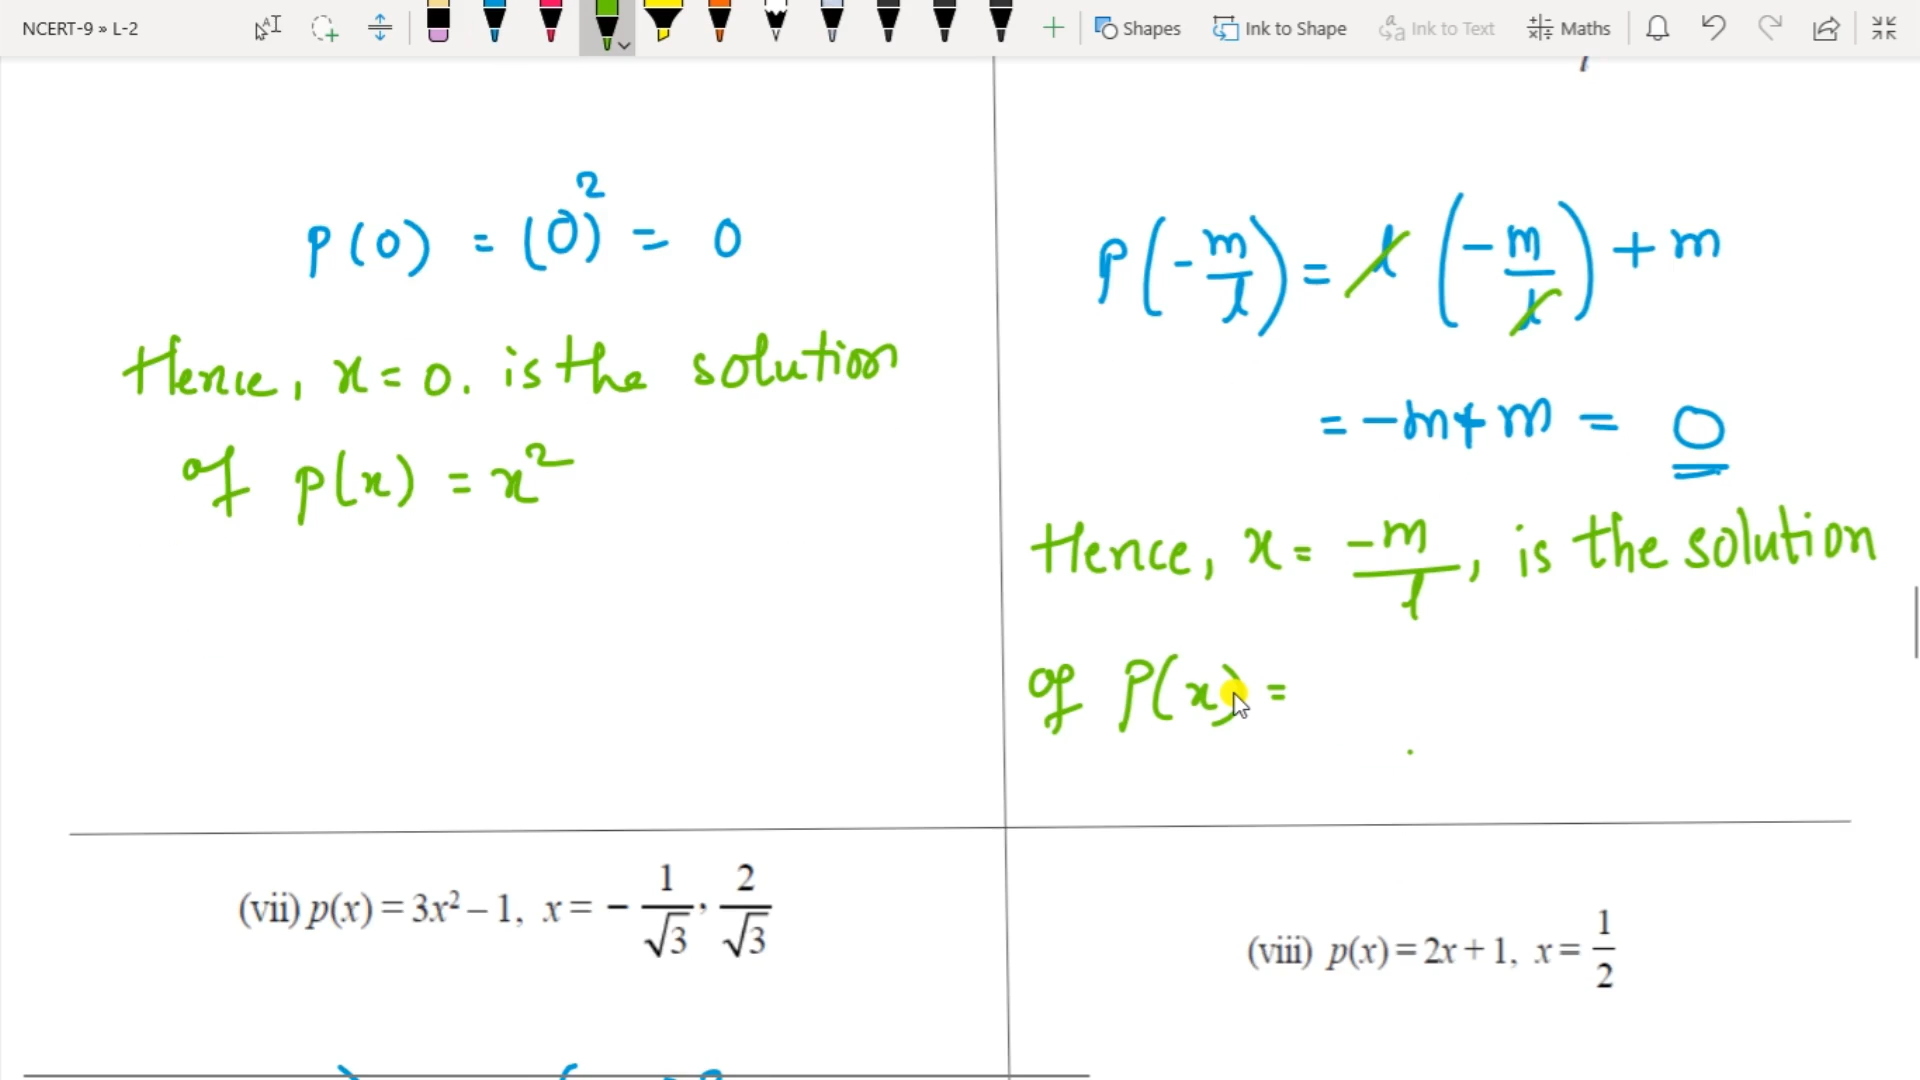 NCERT-9 » L-2
Shapes
Ink to Shape
Ink to Text
Maths
P(0) = (0)² = 0
Hence, x = 0. is the solution
of p(x) = x²
l
P(-m/l) = l(-m/l) + m
= -m+m = 0
Hence, x = -m/l, is the solution
of P(x) =
(vii) p(x) = 3x² – 1, x = – 1/√3, 2/√3
(viii) p(x) = 2x + 1, x = 1/2